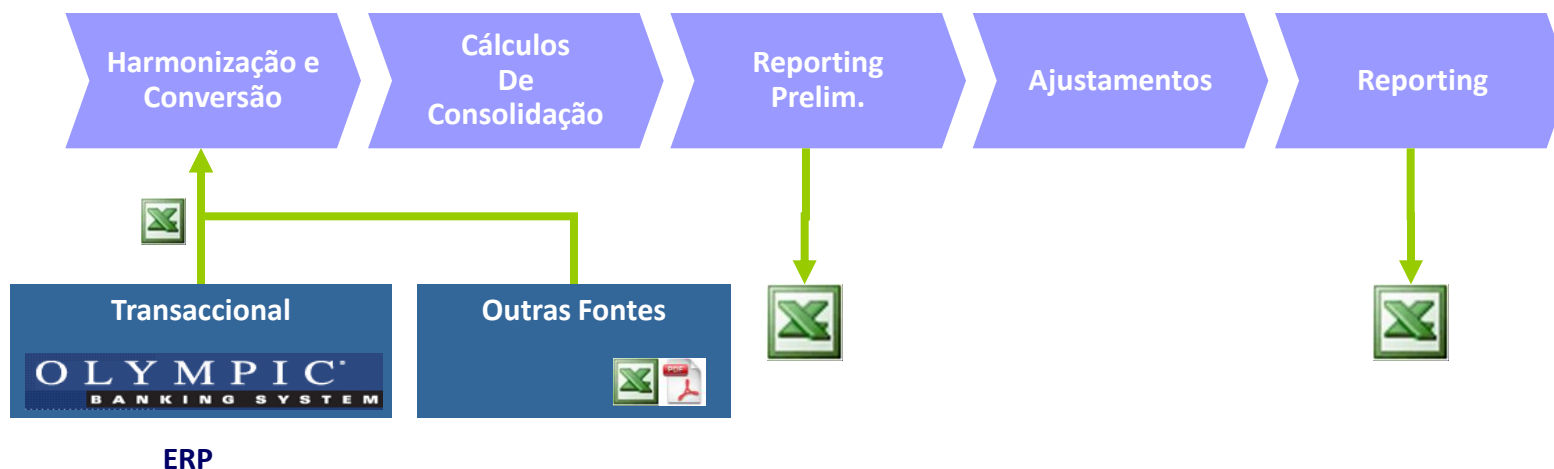 Harmonização e
Conversão
Cálculos
De
Consolidação
Reporting
Prelim.
Ajustamentos
Reporting
Transaccional
OLYMPIC
BANKING SYSTEM
Outras Fontes
PDF
ERP